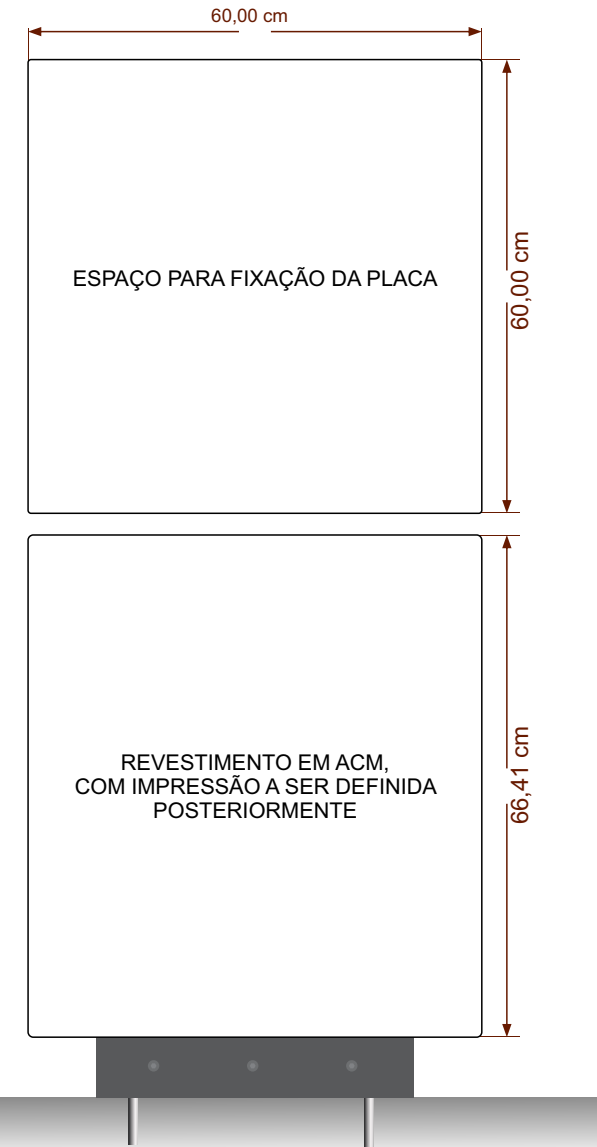 60,00 cm
ESPAÇO PARA FIXAÇÃO DA PLACA
60,00 cm
REVESTIMENTO EM ACM,
COM IMPRESSÃO A SER DEFINIDA
POSTERIORMENTE
66,41 cm